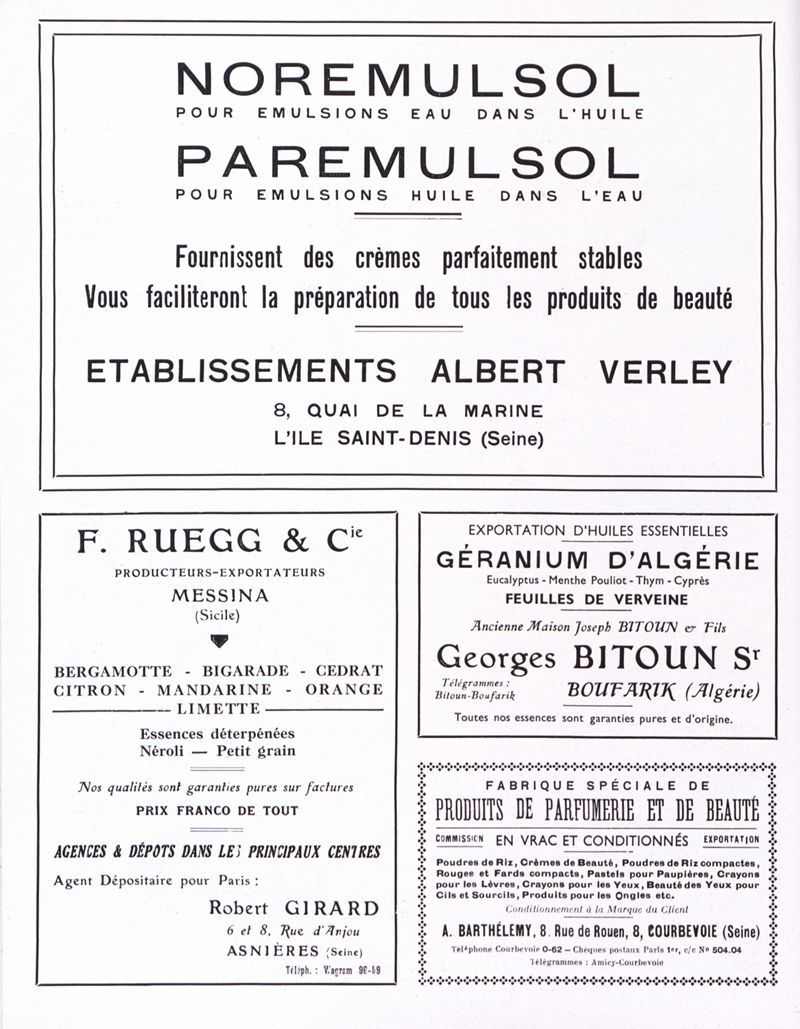 NOREMULSOL
POUR EMULSIONS EAU DANS L'HUILE
PAREMULSOL
POUR EMULSIONS HUILE DANS L'EAU
Fournissent des crèmes parfaitement stables
Vous faciliteront la préparation de tous les produits de beauté
ETABLISSEMENTS ALBERT VERLEY
8, QUAI DE LA MARINE
L'ILE SAINT-DENIS (Seine)
F. RUEGG & Cie
PRODUCTEURS-EXPORTATEURS
MESSINA
(Sicile)
BERGAMOTTE - BIGARADE - CEDRAT
CITRON - MANDARINE - ORANGE
LIMETTE
Essences déterpénées
Néroli — Petit grain
Nos qualités sont garanties pures sur factures
PRIX FRANCO DE TOUT
AGENCES & DÉPOTS DANS LES PRINCIPAUX CENTRES
Agent Dépositaire pour Paris :
Robert GIRARD
6 et 8, Rue d'Anjou
ASNIÈRES (Seine)
Téléph. : Wagram 96-59
EXPORTATION D'HUILES ESSENTIELLES
GÉRANIUM D'ALGÉRIE
Eucalyptus - Menthe Pouliot - Thym - Cyprès
FEUILLES DE VERVEINE
Ancienne Maison Joseph BITOUN & Fils
Georges BITOUN Sr
Télégrammes :
Bitoun-Boufarik
BOUFARIK (Algérie)
Toutes nos essences sont garanties pures et d'origine.
FABRIQUE SPÉCIALE DE
PRODUITS DE PARFUMERIE ET DE BEAUTÉ
COMMISSION EN VRAC ET CONDITIONNÉS EXPORTATION
Poudres de Riz, Crèmes de Beauté, Poudres de Riz compactes,
Rouges et Fards compacts, Pastels pour Paupières, Crayons
pour les Lèvres, Crayons pour les Yeux, Beauté des Yeux pour
Cils et Sourcils, Produits pour les Ongles etc.
Conditionnement à la Marque du Client
A. BARTHÉLEMY, 8, Rue de Rouen, 8, COURBEVOIE (Seine)
Téléphone Courbevoie 0-62 — Chèques postaux Paris 1er, c/c No 504.04
Télégrammes : Amicy-Courbevoie